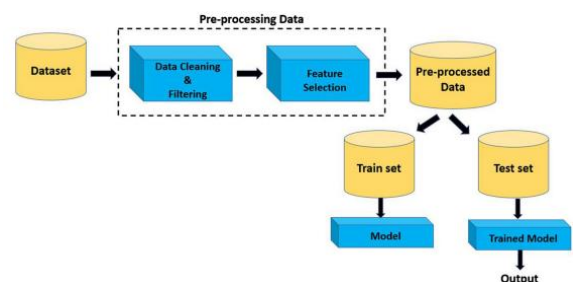 Pre-processing Data
Dataset
Data Cleaning
&
Filtering
Feature
Selection
Pre-processed
Data
Train set
Test set
Model
Trained Model
Output